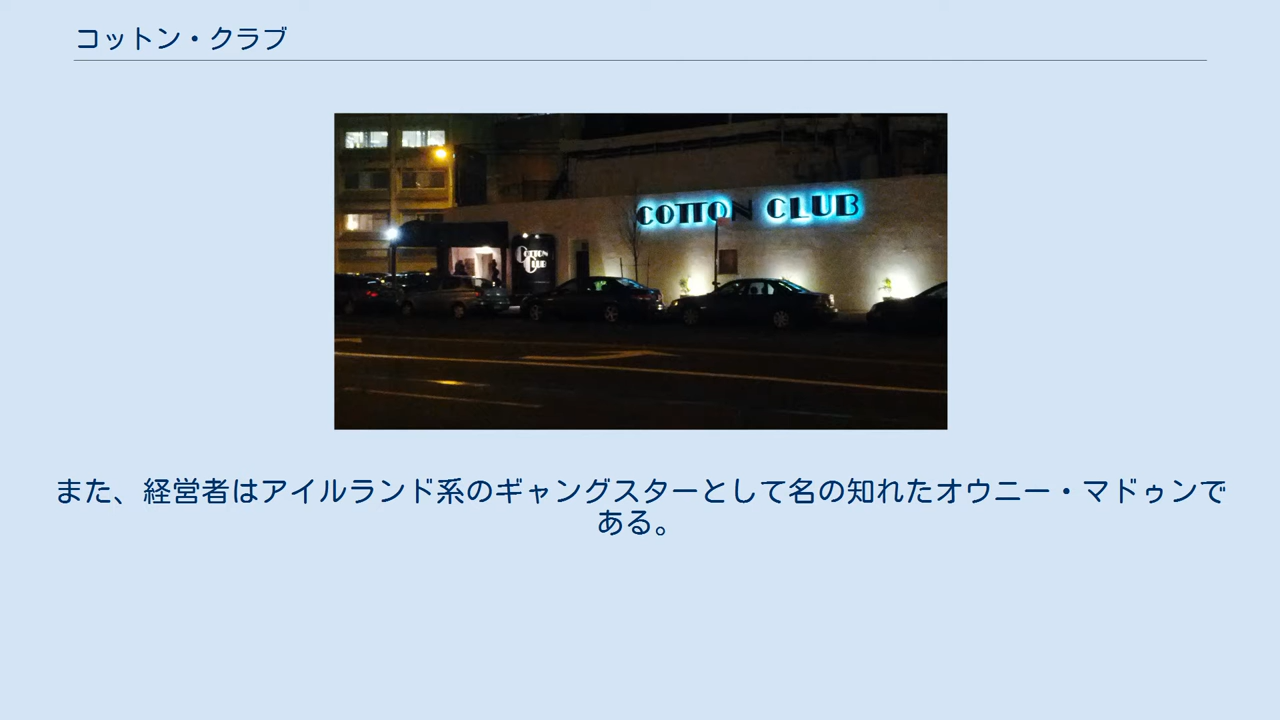 コットン・クラブ
COTTON CLUB
COTTON
CLUB
また、経営者はアイルランド系のギャングスターとして名の知れたオウニー・マドゥンで
ある。